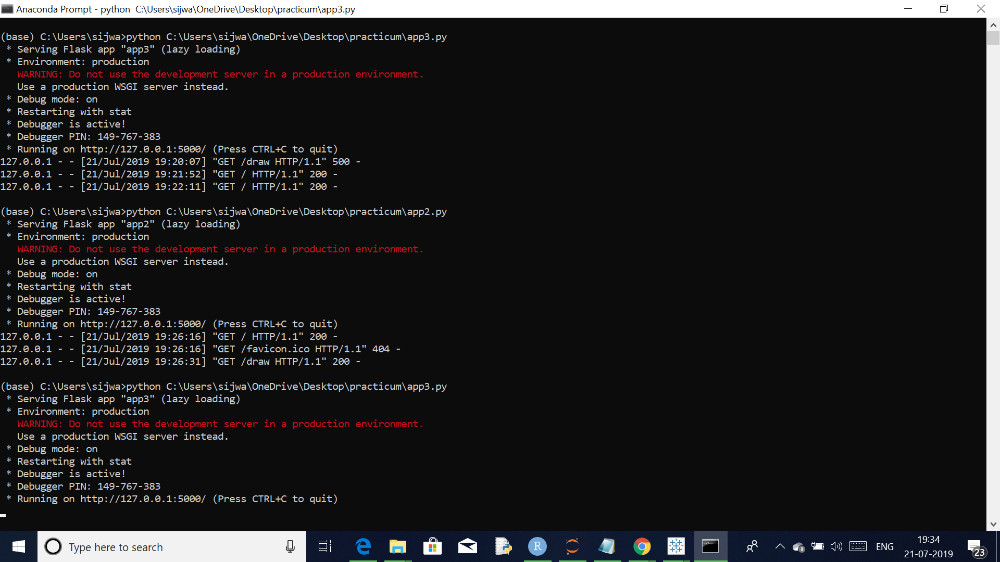 Anaconda Prompt - python  C:\Users\sijwa\OneDrive\Desktop\practicum\app3.py
(base) C:\Users\sijwa>python C:\Users\sijwa\OneDrive\Desktop\practicum\app3.py
 * Serving Flask app "app3" (lazy loading)
 * Environment: production
   WARNING: Do not use the development server in a production environment.
   Use a production WSGI server instead.
 * Debug mode: on
 * Restarting with stat
 * Debugger is active!
 * Debugger PIN: 149-767-383
 * Running on http://127.0.0.1:5000/ (Press CTRL+C to quit)
127.0.0.1 - - [21/Jul/2019 19:20:07] "GET /draw HTTP/1.1" 500 -
127.0.0.1 - - [21/Jul/2019 19:21:52] "GET / HTTP/1.1" 200 -
127.0.0.1 - - [21/Jul/2019 19:22:11] "GET / HTTP/1.1" 200 -
(base) C:\Users\sijwa>python C:\Users\sijwa\OneDrive\Desktop\practicum\app2.py
 * Serving Flask app "app2" (lazy loading)
 * Environment: production
   WARNING: Do not use the development server in a production environment.
   Use a production WSGI server instead.
 * Debug mode: on
 * Restarting with stat
 * Debugger is active!
 * Debugger PIN: 149-767-383
 * Running on http://127.0.0.1:5000/ (Press CTRL+C to quit)
127.0.0.1 - - [21/Jul/2019 19:26:16] "GET / HTTP/1.1" 200 -
127.0.0.1 - - [21/Jul/2019 19:26:16] "GET /favicon.ico HTTP/1.1" 404 -
127.0.0.1 - - [21/Jul/2019 19:26:31] "GET /draw HTTP/1.1" 200 -
(base) C:\Users\sijwa>python C:\Users\sijwa\OneDrive\Desktop\practicum\app3.py
 * Serving Flask app "app3" (lazy loading)
 * Environment: production
   WARNING: Do not use the development server in a production environment.
   Use a production WSGI server instead.
 * Debug mode: on
 * Restarting with stat
 * Debugger is active!
 * Debugger PIN: 149-767-383
 * Running on http://127.0.0.1:5000/ (Press CTRL+C to quit)
Type here to search
R
ENG
19:34
21-07-2019
23